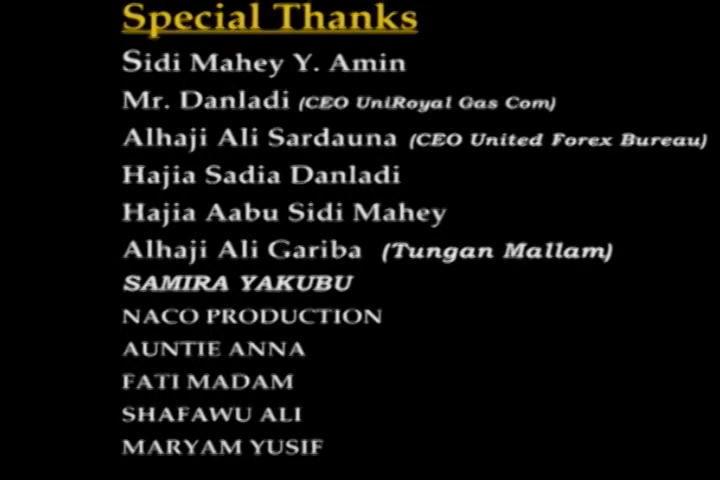 Special Thanks
Sidi Mahey Y. Amin
Mr. Danladi (CEO UniRoyal Gas Com)
Alhaji Ali Sardauna (CEO United Forex Bureau)
Hajia Sadia Danladi
Hajia Aabu Sidi Mahey
Alhaji Ali Gariba (Tungan Mallam)
SAMIRA YAKUBU
NACO PRODUCTION
AUNTIE ANNA
FATI MADAM
SHAFAWU ALI
MARYAM YUSIF